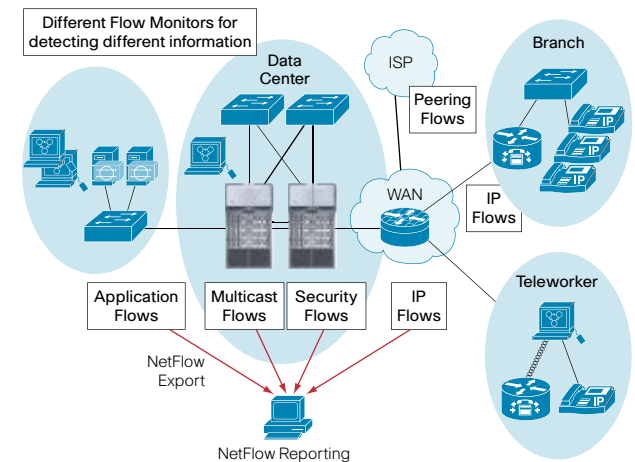 Different Flow Monitors for
detecting different information
Data
Center
ISP
Peering
Flows
Branch
IP
IP
IP
WAN
IP
Flows
Application
Flows
Multicast
Flows
Security
Flows
IP
Flows
Teleworker
IP
NetFlow
Export
NetFlow Reporting